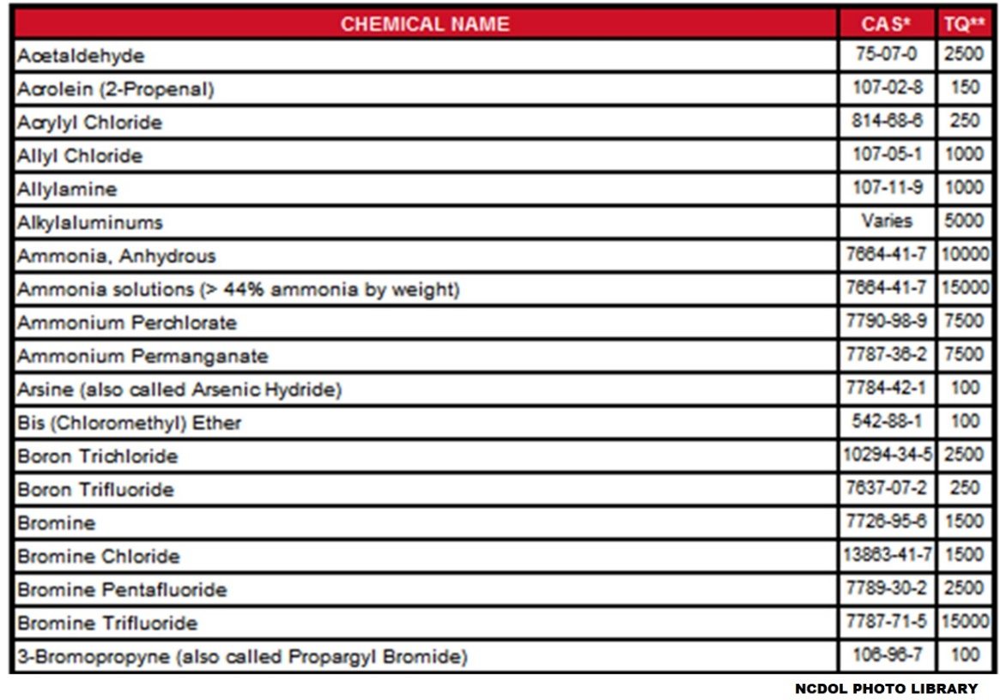 CHEMICAL NAME CAS* TQ**
Acetaldehyde 75-07-0 2500
Acrolein (2-Propenal) 107-02-8 150
Acrylyl Chloride 814-68-6 250
Allyl Chloride 107-05-1 1000
Allylamine 107-11-9 1000
Alkylaluminums Varies 5000
Ammonia, Anhydrous 7664-41-7 10000
Ammonia solutions (> 44% ammonia by weight) 7664-41-7 15000
Ammonium Perchlorate 7790-98-9 7500
Ammonium Permanganate 7787-36-2 7500
Arsine (also called Arsenic Hydride) 7784-42-1 100
Bis (Chloromethyl) Ether 542-88-1 100
Boron Trichloride 10294-34-5 2500
Boron Trifluoride 7637-07-2 250
Bromine 7726-95-6 1500
Bromine Chloride 13863-41-7 1500
Bromine Pentafluoride 7789-30-2 2500
Bromine Trifluoride 7787-71-5 15000
3-Bromopropyne (also called Propargyl Bromide) 106-96-7 100
NCDOL PHOTO LIBRARY